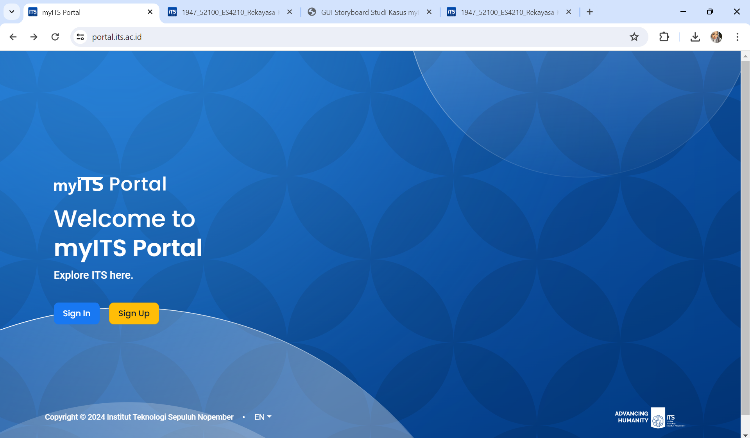 myITS Portal
1947_52100_ES4210_Rekayasa
GUI Storyboard Studi Kasus my
1947_52100_ES4210_Rekayasa
portal.its.ac.id
myITS Portal
Welcome to
myITS Portal
Explore ITS here.
Sign In
Sign Up
Copyright © 2024 Institut Teknologi Sepuluh Nopember • EN
ADVANCING
HUMANITY
ITS